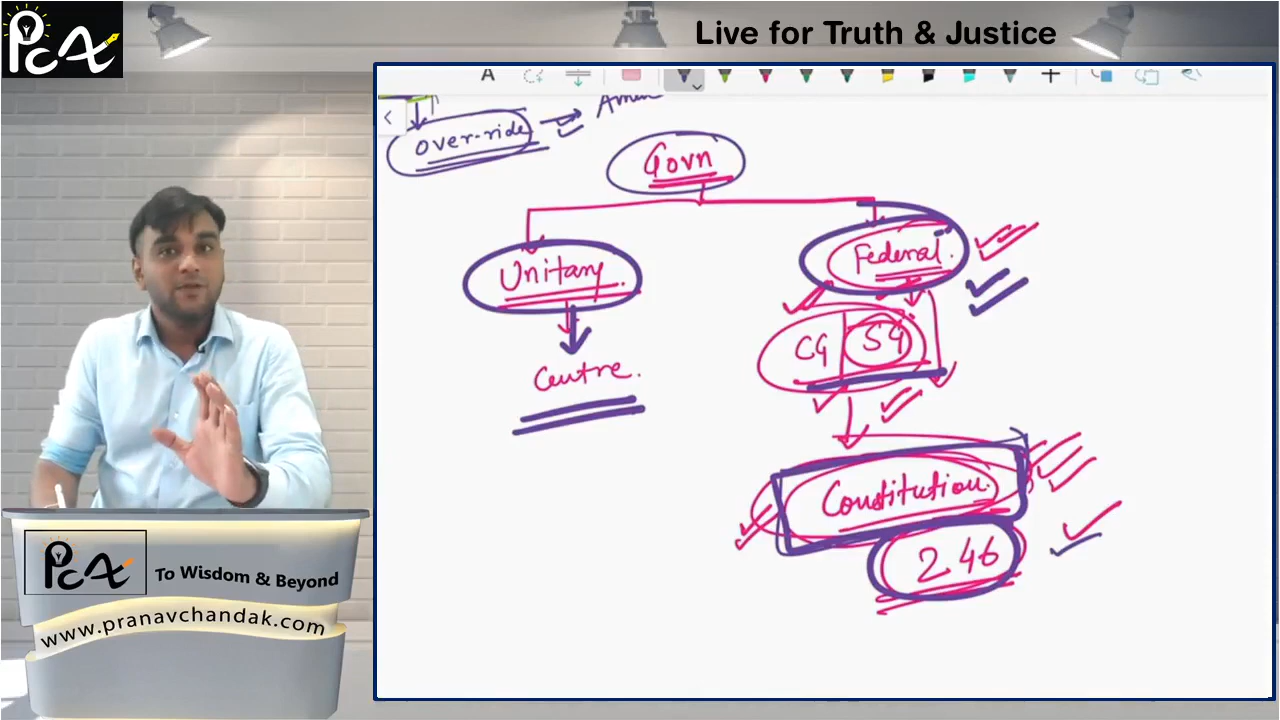 PCA
Live for Truth & Justice
A
Over-ride
Govn
Unitary
Federal
CG SG
Centre.
Constitution
246
PCA
To Wisdom & Beyond
www.pranavchandak.com